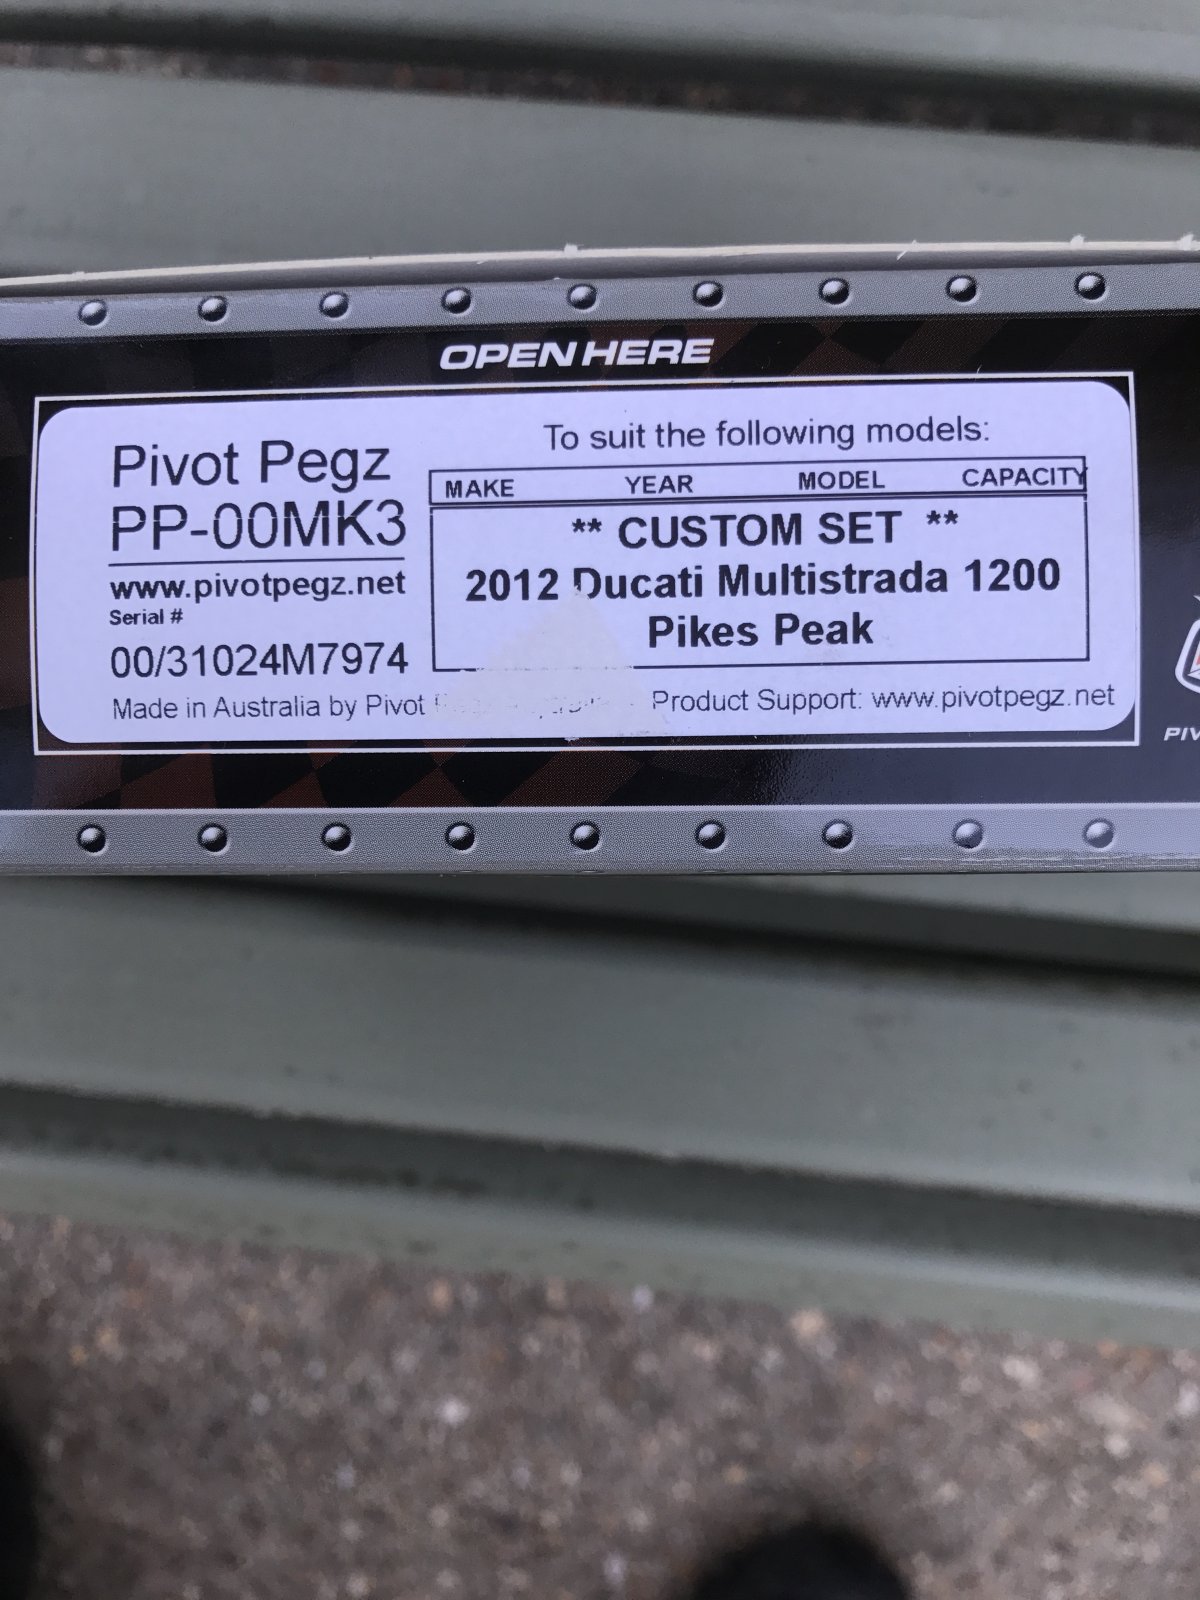 OPEN HERE
Pivot Pegz
PP-00MK3
www.pivotpegz.net
Serial #
00/31024M7974
To suit the following models:
MAKE YEAR MODEL CAPACITY
** CUSTOM SET **
2012 Ducati Multistrada 1200
Pikes Peak
Made in Australia by Pivot Product Support: www.pivotpegz.net